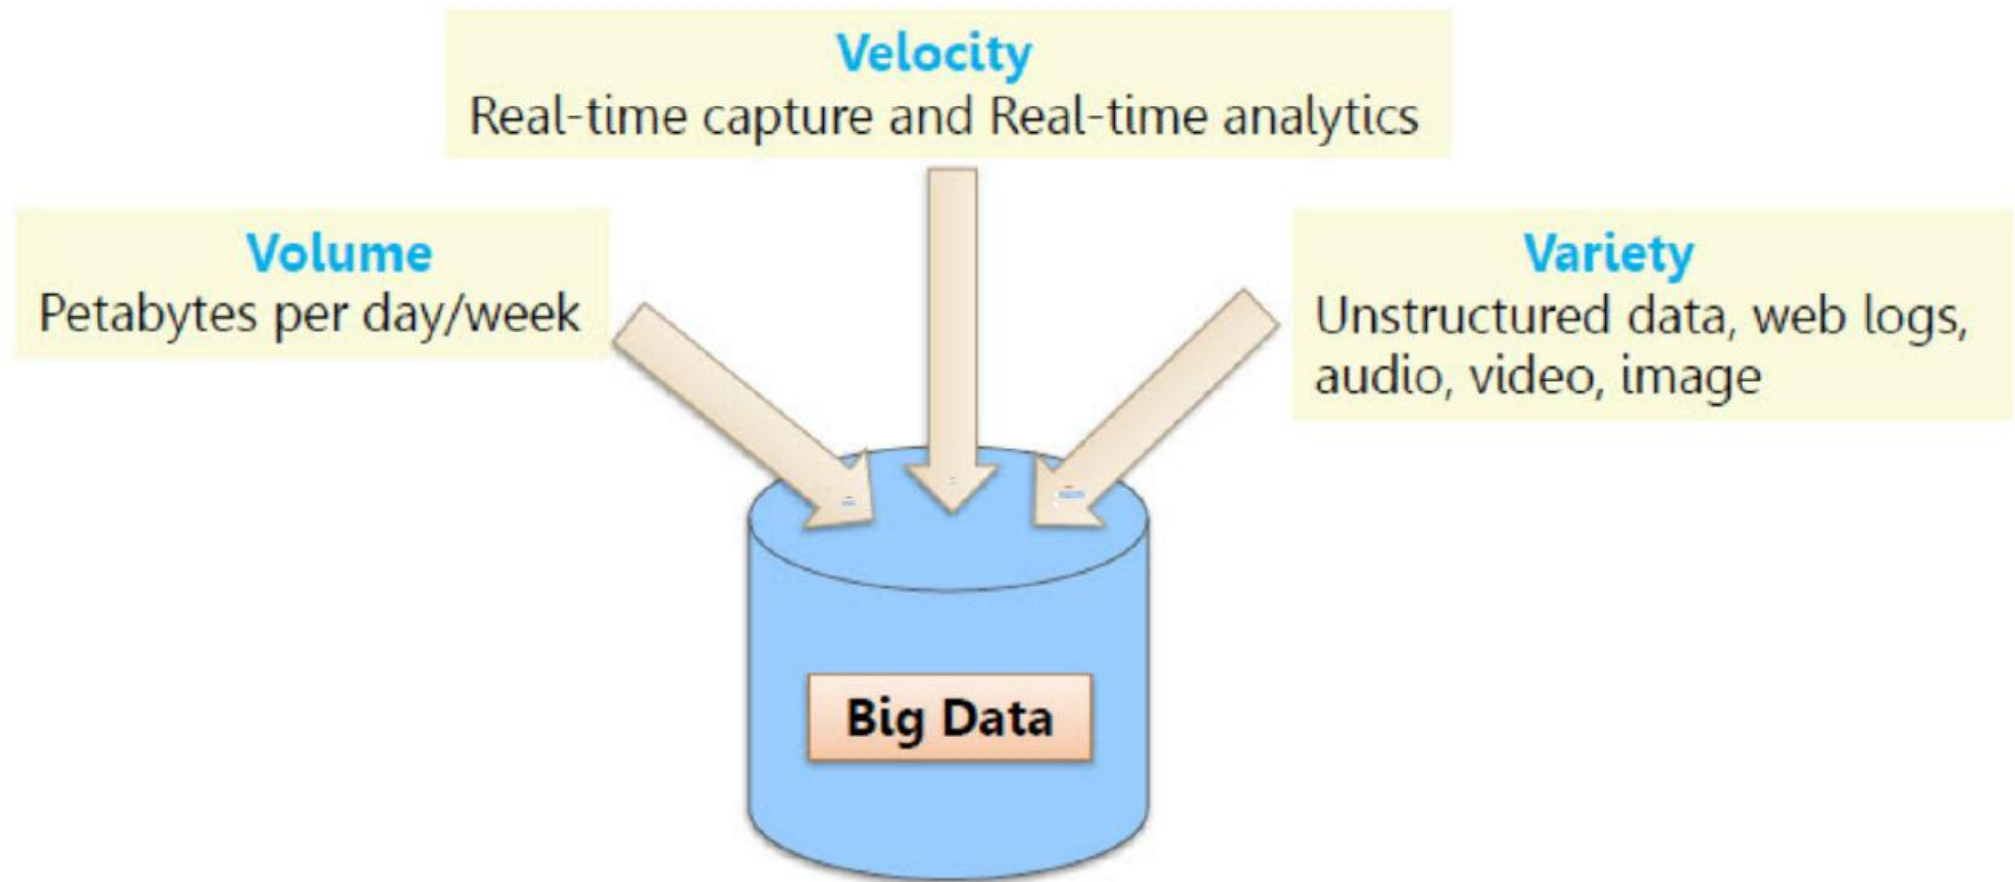 Velocity
Real-time capture and Real-time analytics
Volume
Petabytes per day/week
Variety
Unstructured data, web logs,
audio, video, image
Big Data